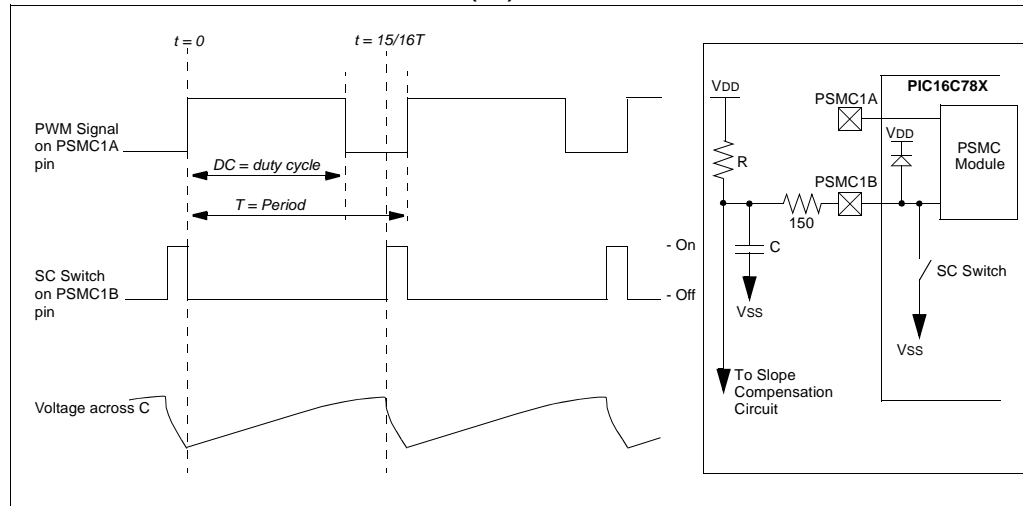 t = 0
t = 15/16T
PWM Signal
on PSMC1A
pin
DC = duty cycle
T = Period
SC Switch
on PSMC1B
pin
- On
- Off
Voltage across C
VDD
R
150
C
VSS
To Slope
Compensation
Circuit
PIC16C78X
PSMC1A
VDD
PSMC
Module
PSMC1B
SC Switch
VSS